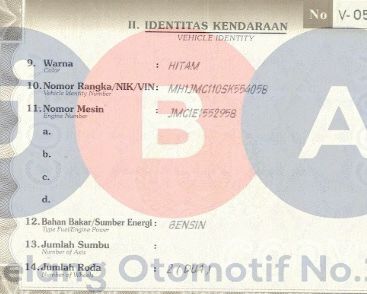 No V-05
II. IDENTITAS KENDARAAN
VEHICLE IDENTITY
9. Warna : HITAM
Color
10. Nomor Rangka/NIK/VIN : MH1JMC110SK554058
Vehicle Identity Number
11. Nomor Mesin : JMC1E1552958
Engine Number
a.
b.
c.
d.
12. Bahan Bakar/Sumber Energi : BENSIN
Type Fuel/Engine Power
13. Jumlah Sumbu :
Number of Axis
14. Jumlah Roda : 2 (DUA)
Number of Wheels
JBA
elang Otomotif No.